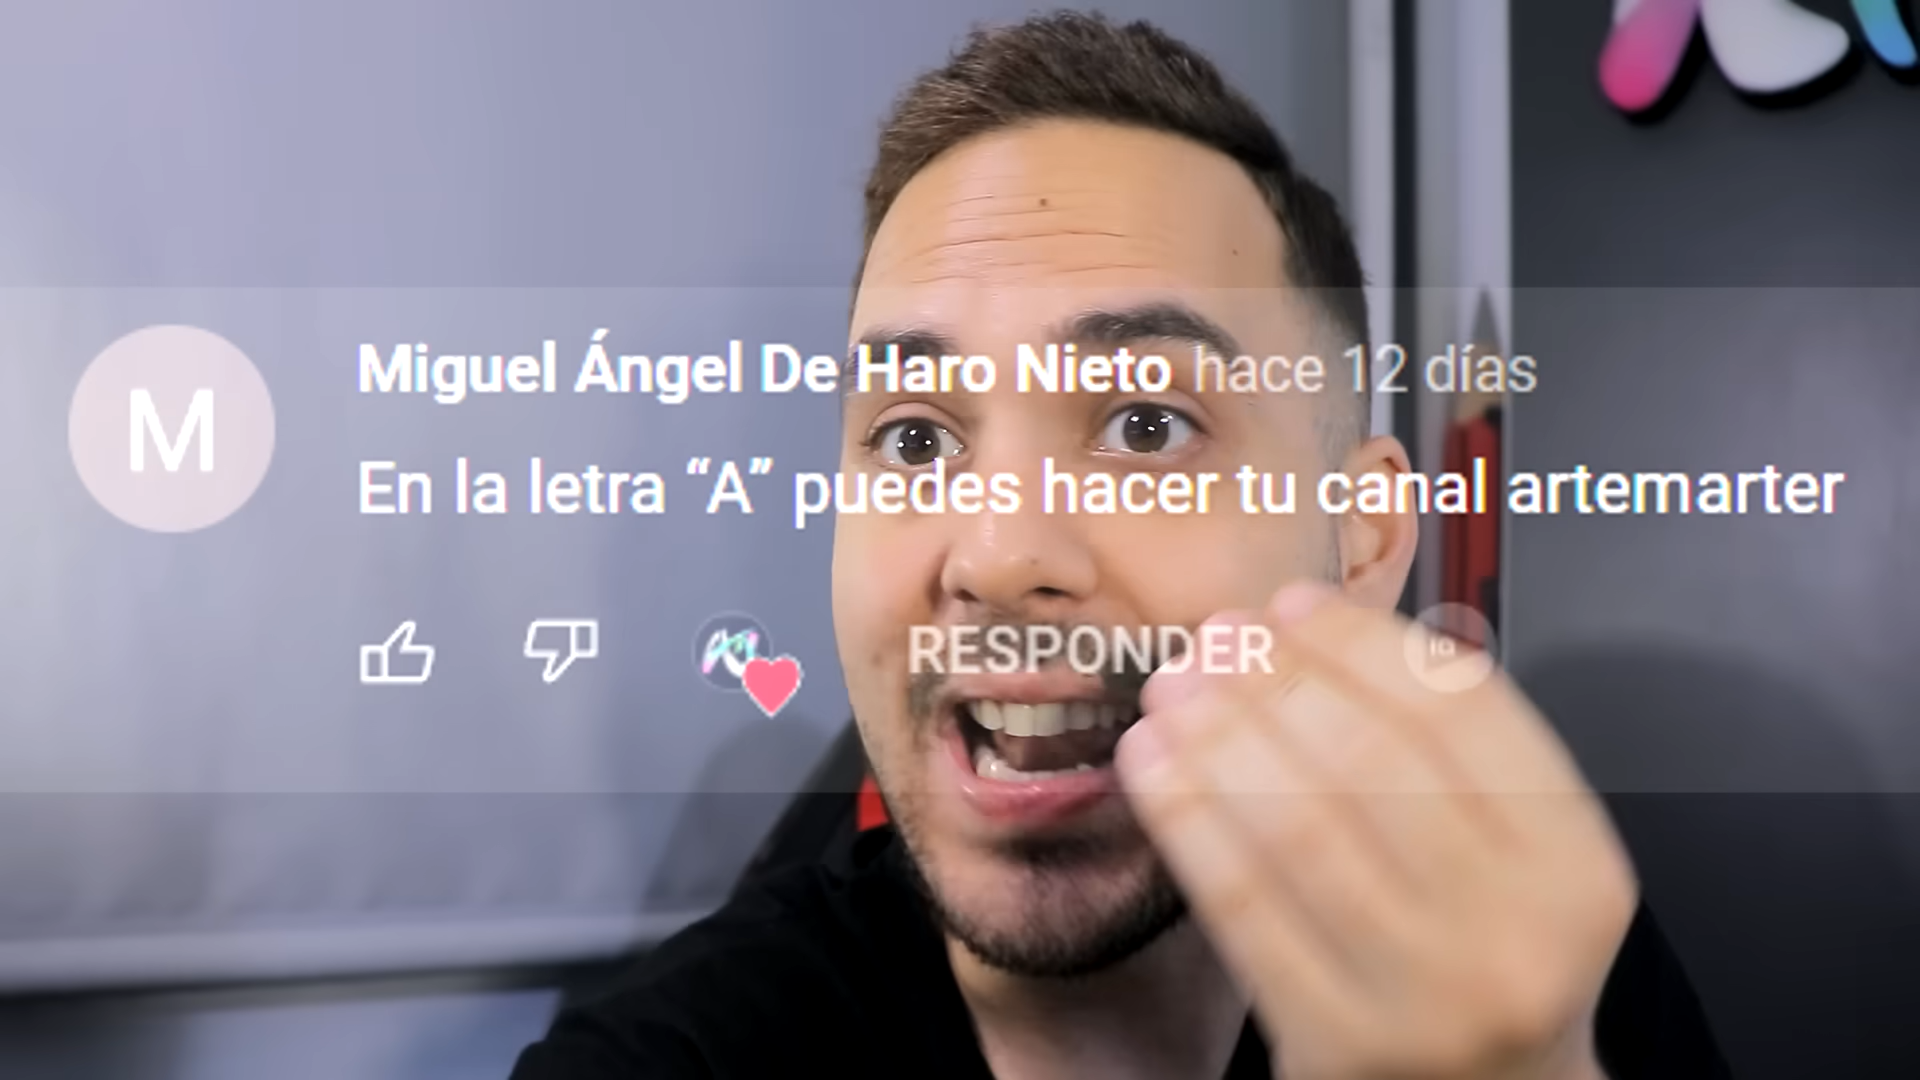 M
Miguel Ángel De Haro Nieto hace 12 días
En la letra “A” puedes hacer tu canal artemarter
RESPONDER